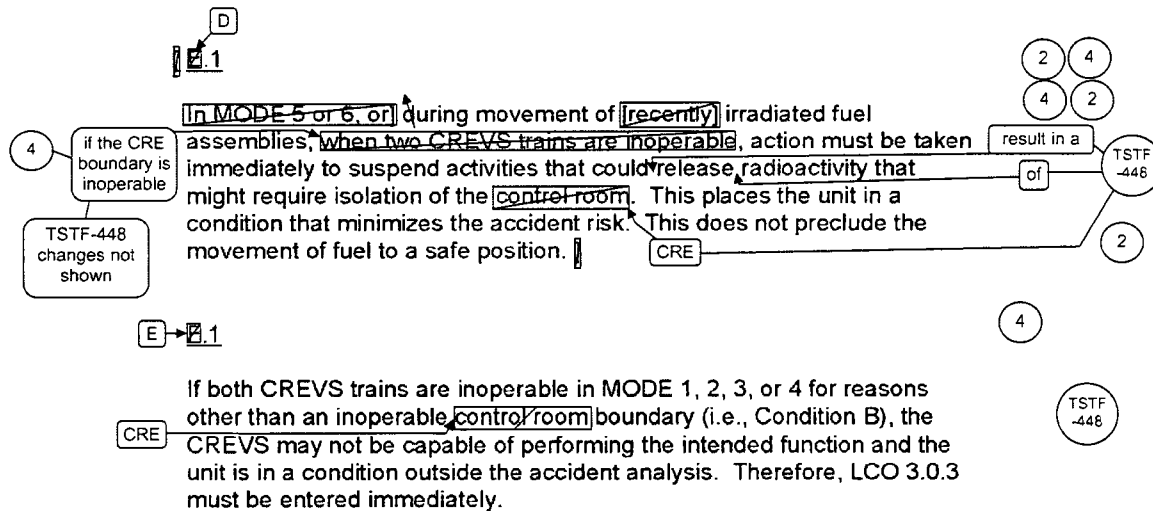 D
.1
2 4
In MODE 5 or 6, or] during movement of [recently] irradiated fuel
4 2
assemblies, when two CREVS trains are inoperable, action must be taken
immediately to suspend activities that could release radioactivity that
might require isolation of the control room. This places the unit in a
condition that minimizes the accident risk. This does not preclude the
movement of fuel to a safe position.
4
if the CRE
boundary is
inoperable
TSTF-448
changes not
shown
result in a
of
TSTF
-448
CRE
2
E
.1
4
If both CREVS trains are inoperable in MODE 1, 2, 3, or 4 for reasons
other than an inoperable control room boundary (i.e., Condition B), the
CREVS may not be capable of performing the intended function and the
unit is in a condition outside the accident analysis. Therefore, LCO 3.0.3
must be entered immediately.
CRE
TSTF
-448